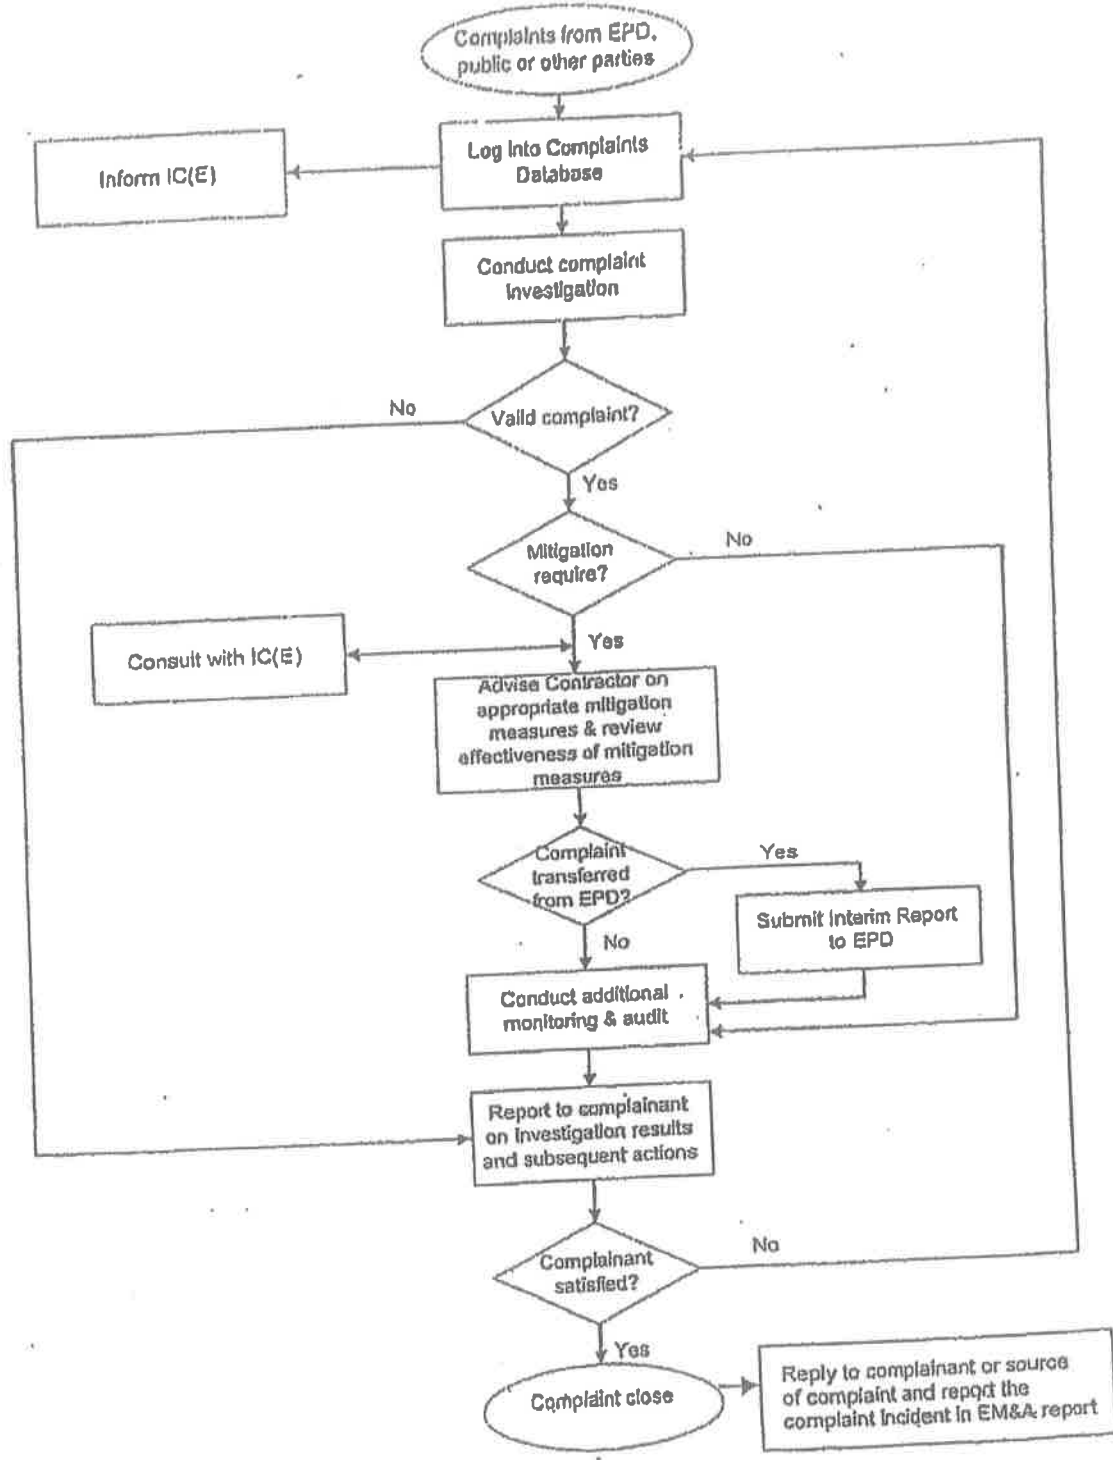 Complaints from EPD,
public or other parties
Log Into Complaints
Database
Inform IC(E)
Conduct complaint
Investigation
Valid complaint?
No
Yes
Mitigation
require?
No
Yes
Consult with IC(E)
Advise Contractor on
appropriate mitigation
measures & review
effectiveness of mitigation
measures
Complaint
transferred
from EPD?
Yes
Submit Interim Report
to EPD
No
Conduct additional
monitoring & audit
Report to complainant
on investigation results
and subsequent actions
Complainant
satisfied?
No
Yes
Complaint close
Reply to complainant or source
of complaint and report the
complaint incident in EM&A report